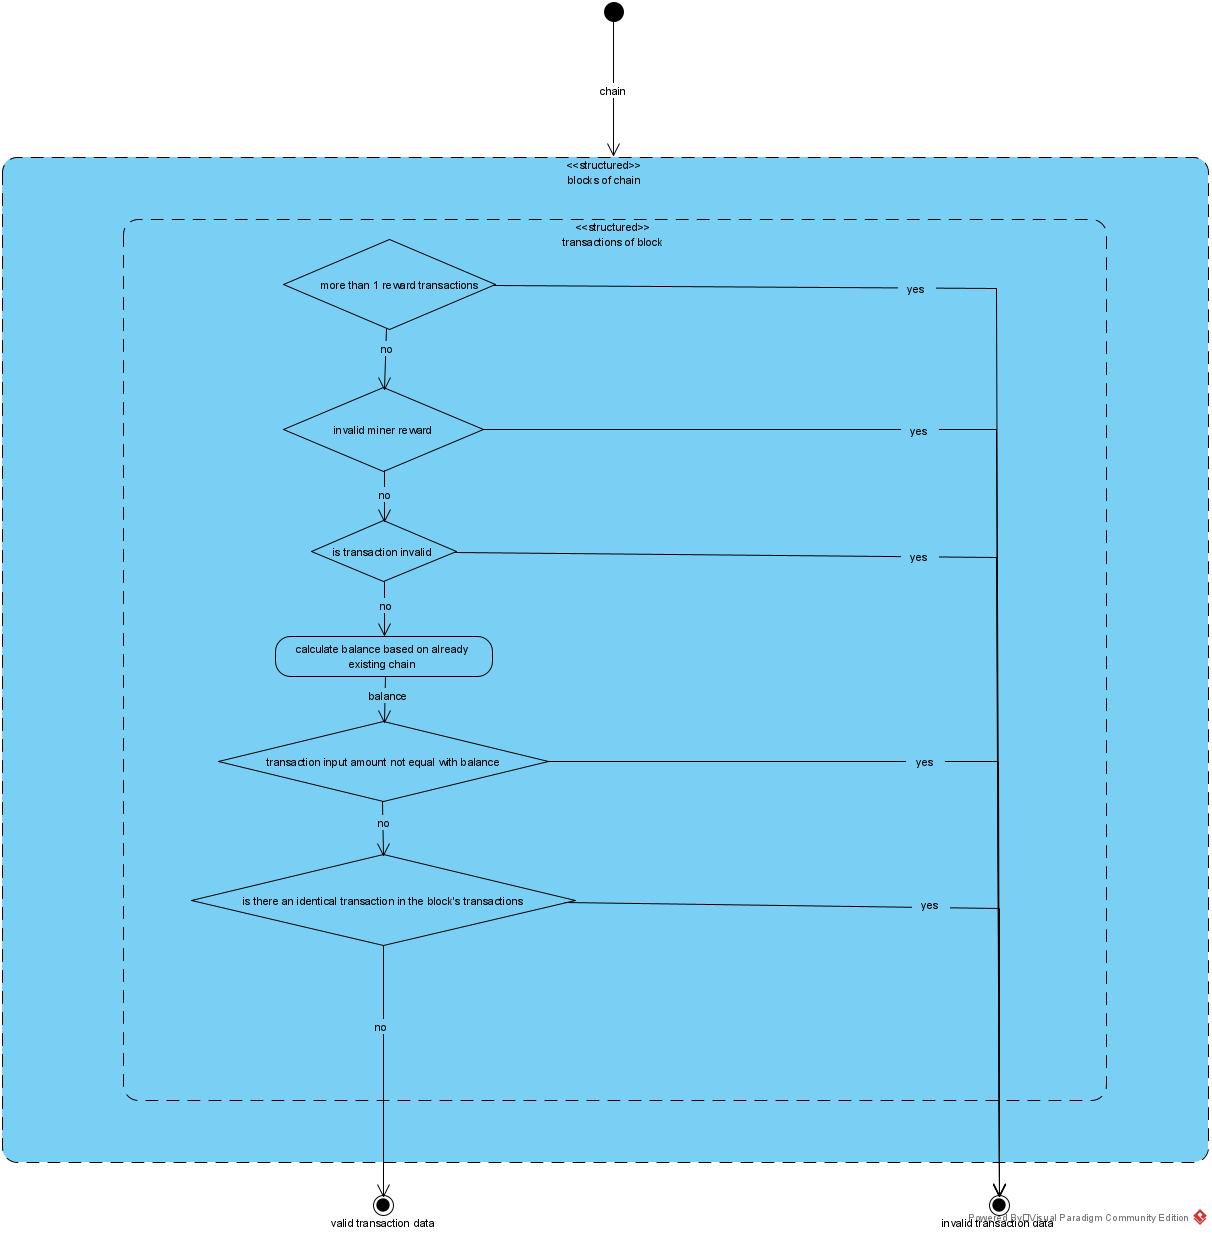 chain
<<structured>>
blocks of chain
<<structured>>
transactions of block
more than 1 reward transactions
yes
no
invalid miner reward
yes
no
is transaction invalid
yes
no
calculate balance based on already
existing chain
balance
transaction input amount not equal with balance
yes
no
is there an identical transaction in the block's transactions
yes
no
valid transaction data
invalid transaction data
Powered By Visual Paradigm Community Edition